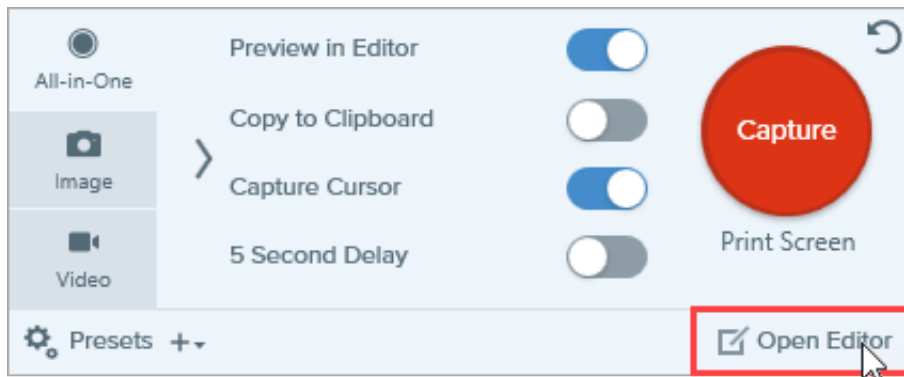 All-in-One
Image
Video
Preview in Editor
Copy to Clipboard
Capture Cursor
5 Second Delay
Capture
Print Screen
Presets
Open Editor